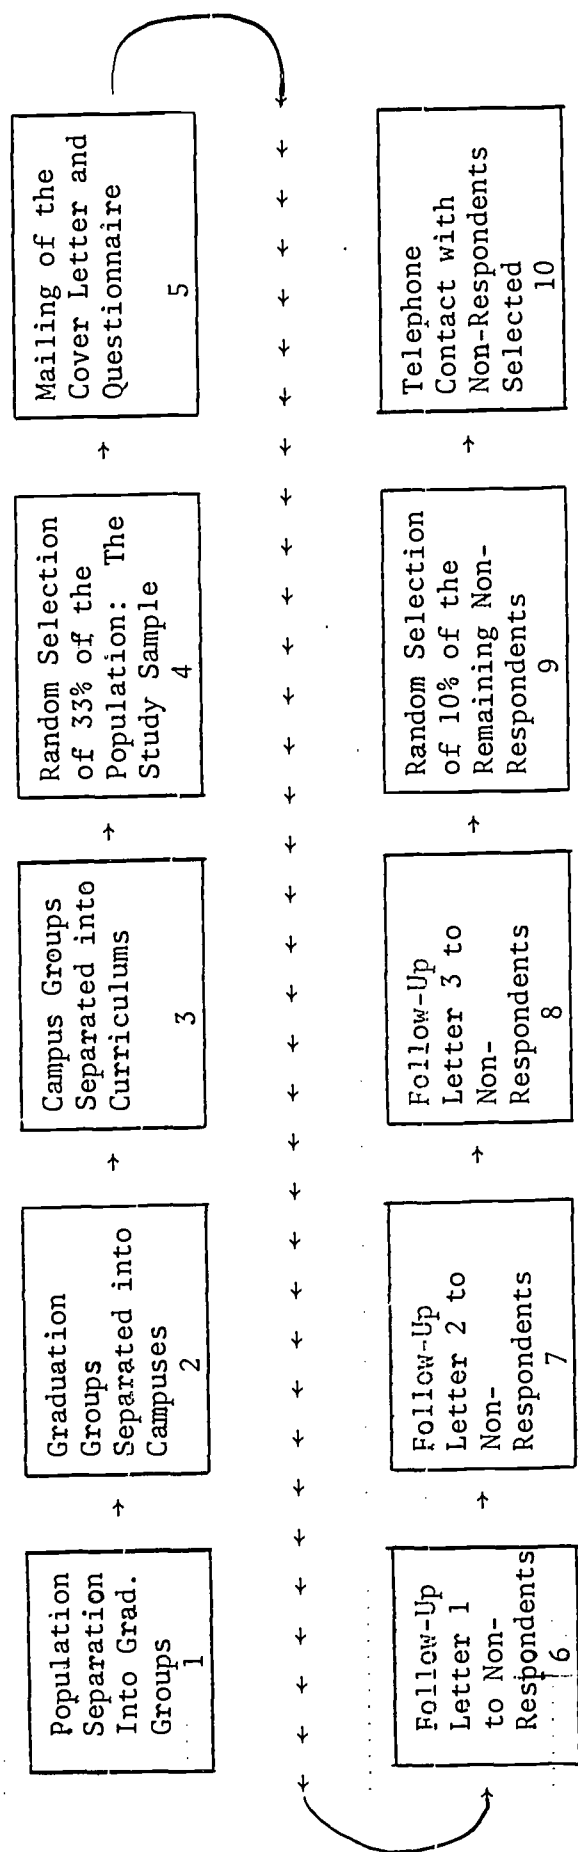 Population
Separation
Into Grad.
Groups
1
Graduation
Groups
Separated into
Campuses
2
Campus Groups
Separated into
Curriculums
3
Random Selection
of 33% of the
Population: The
Study Sample
4
Mailing of the
Cover Letter and
Questionnaire
5
Follow-Up
Letter 1
to Non-
Respondents
6
Follow-Up
Letter 2 to
Non-
Respondents
7
Follow-Up
Letter 3 to
Non-
Respondents
8
Random Selection
of 10% of the
Remaining Non-
Respondents
9
Telephone
Contact with
Non-Respondents
Selected
10